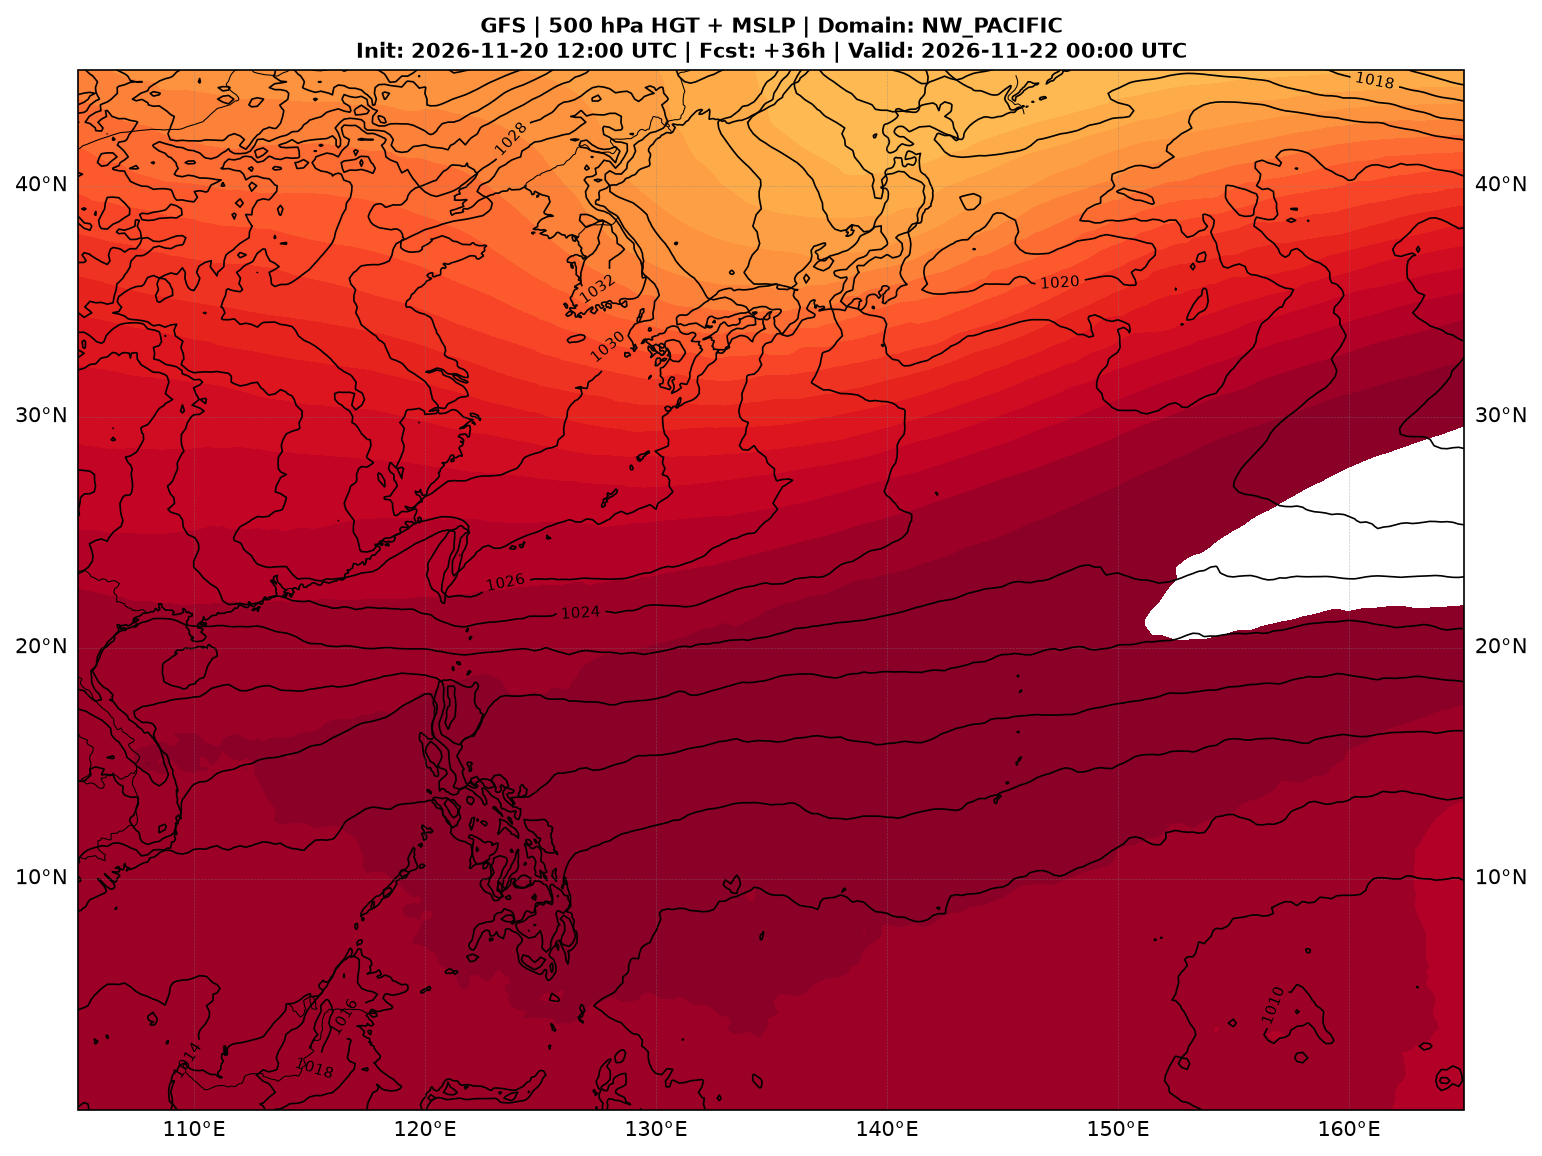 GFS | 500 hPa HGT + MSLP | Domain: NW_PACIFIC
Init: 2026-11-20 12:00 UTC | Fcst: +36h | Valid: 2026-11-22 00:00 UTC
1018
1028
40°N
40°N
1020
1032
1030
30°N
30°N
1026
1024
20°N
20°N
10°N
10°N
1016
1010
1014
1018
110°E
120°E
130°E
140°E
150°E
160°E